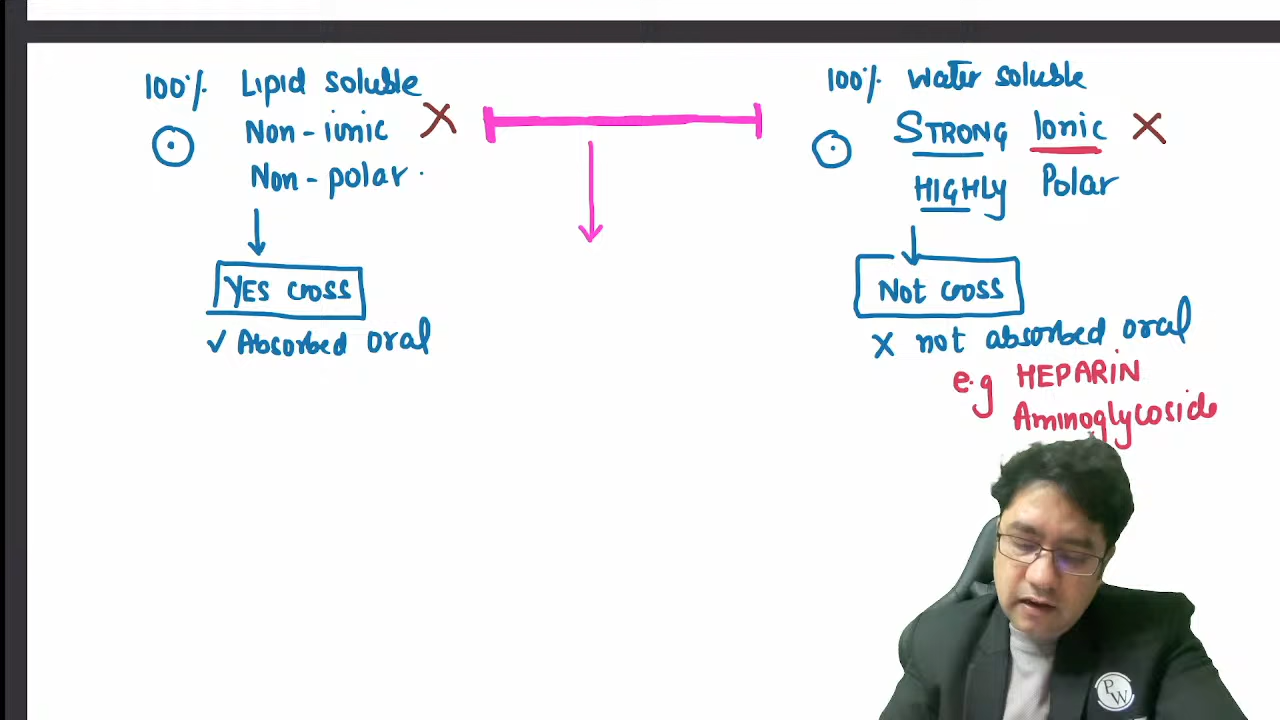 100% Lipid soluble
Non-ionic
Non-polar
YES cross
✓ Absorbed oral
100% water soluble
STRONG Ionic
HIGHLY Polar
Not cross
x not absorbed oral
e.g HEPARIN
Aminoglycoside
PW